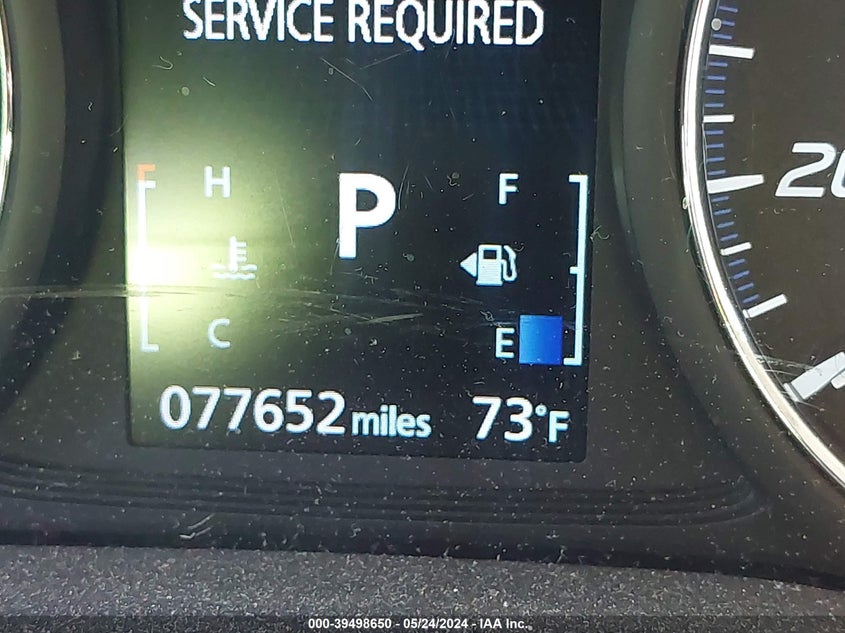 SERVICE REQUIRED
H
P
F
20
C
E
077652 miles
73°F
000-39498650 - 05/24/2024 - IAA Inc.